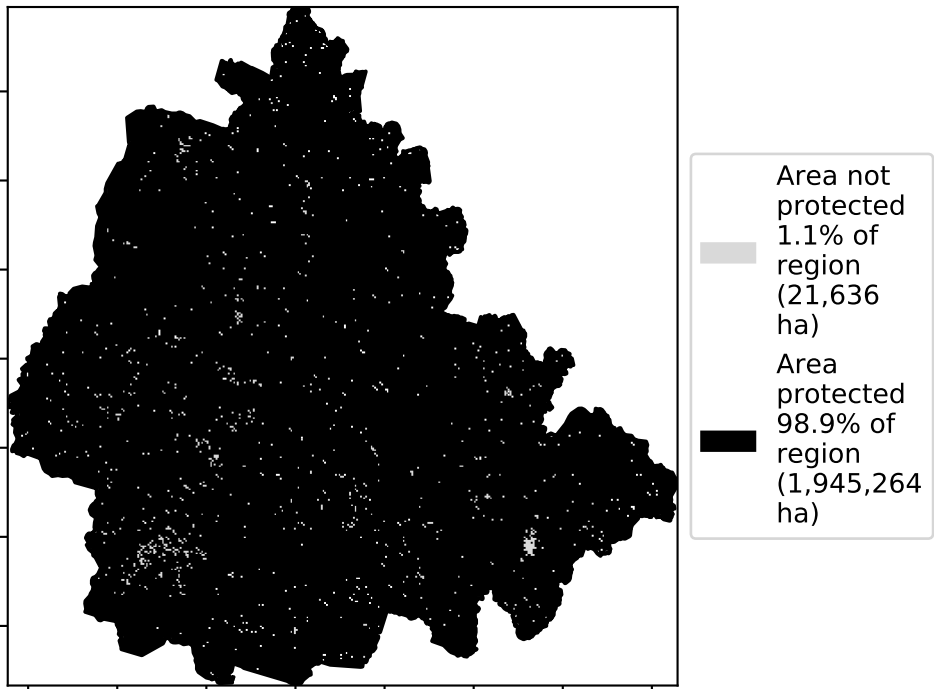 Area not
protected
1.1% of
region
(21,636
ha)
Area
protected
98.9% of
region
(1,945,264
ha)